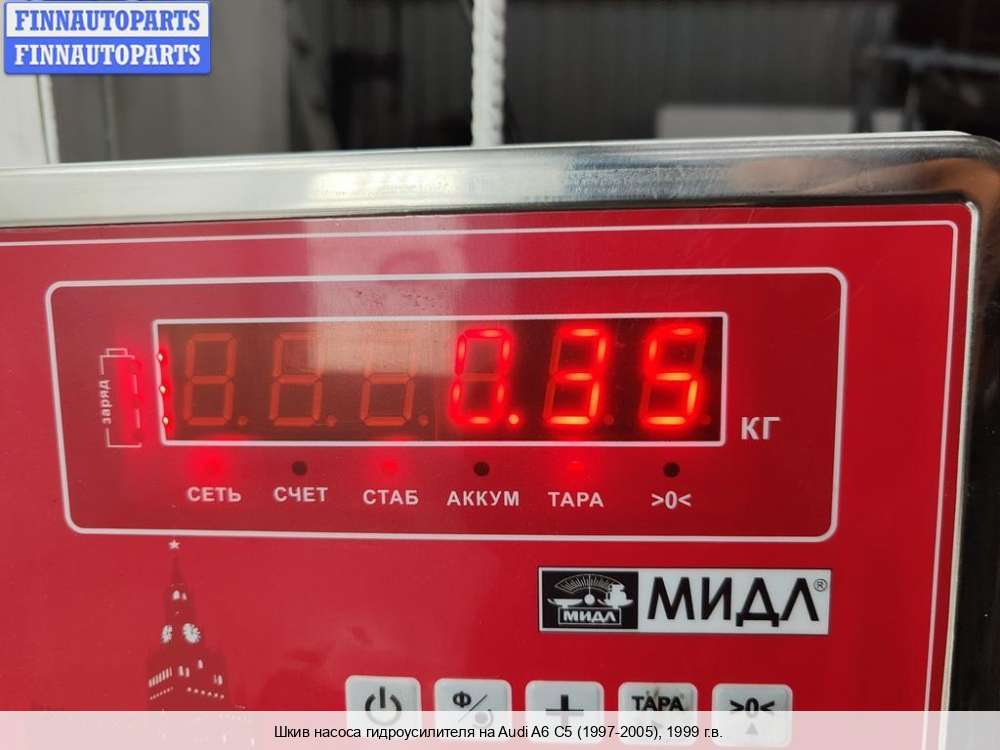 FINNAUTOPARTS
FINNAUTOPARTS
заряд
0.35
КГ
СЕТЬ СЧЕТ СТАБ АККУМ ТАРА >0<
МИДЛ МИДЛ®
Ф
ТАРА
>0<
Шкив насоса гидроусилителя на Audi A6 C5 (1997-2005), 1999 г.в.